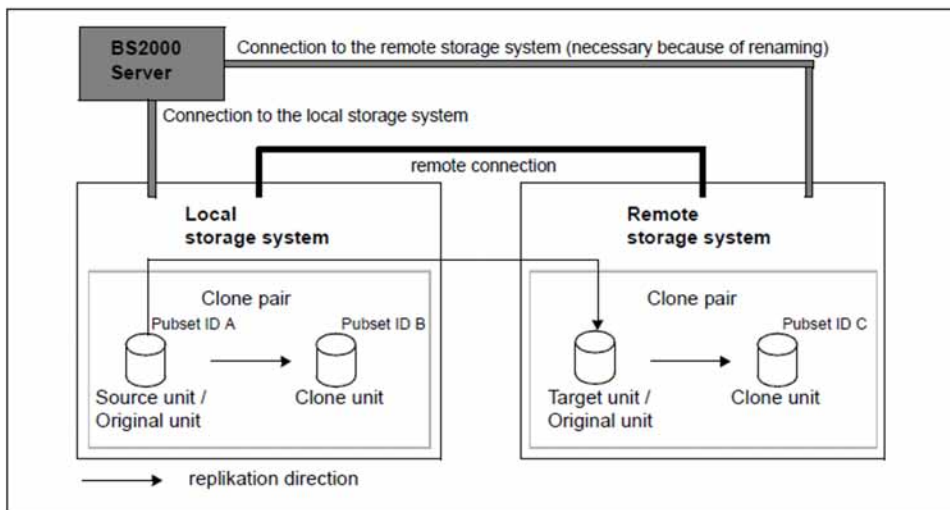 BS2000
Server
Connection to the remote storage system (necessary because of renaming)
Connection to the local storage system
remote connection
Local
storage system
Remote
storage system
Clone pair
Pubset ID A
Pubset ID B
Source unit /
Original unit
Clone unit
Clone pair
Pubset ID C
Target unit /
Original unit
Clone unit
replikation direction